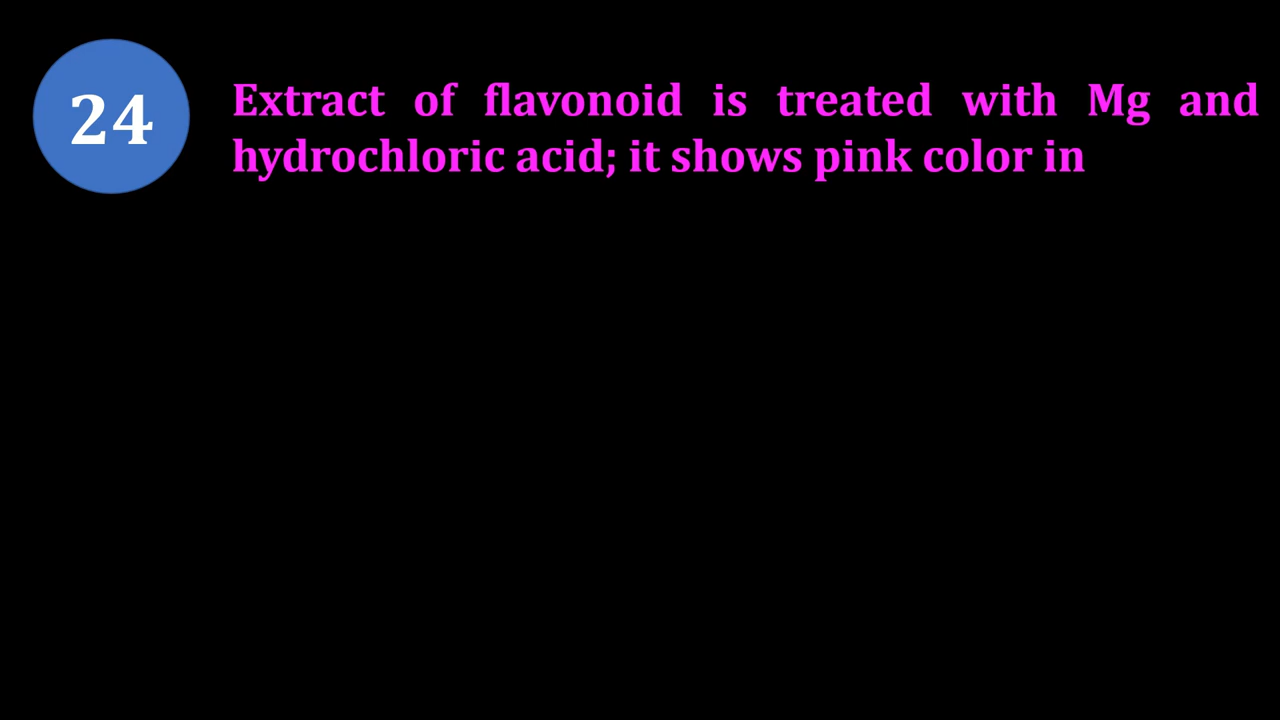 24
Extract of flavonoid is treated with Mg and
hydrochloric acid; it shows pink color in